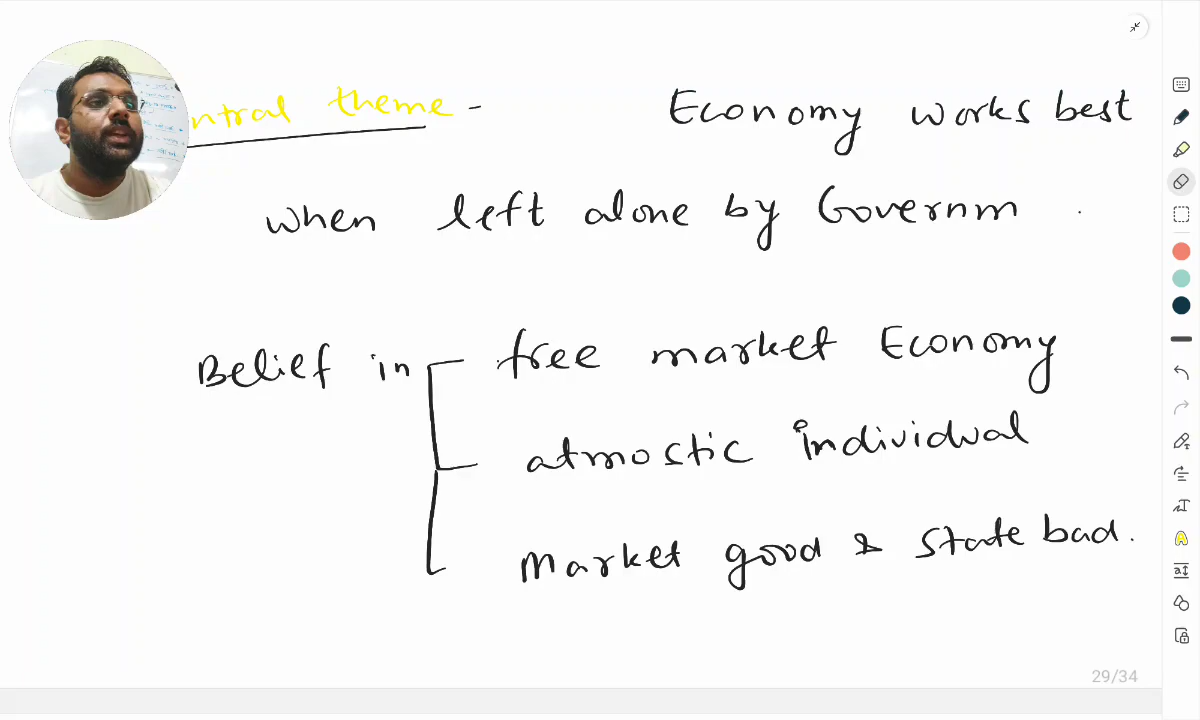 ntral theme - Economy works best
when left alone by Governm .
Belief in free market Economy
atmostic individual
Market good & state bad.
29/34